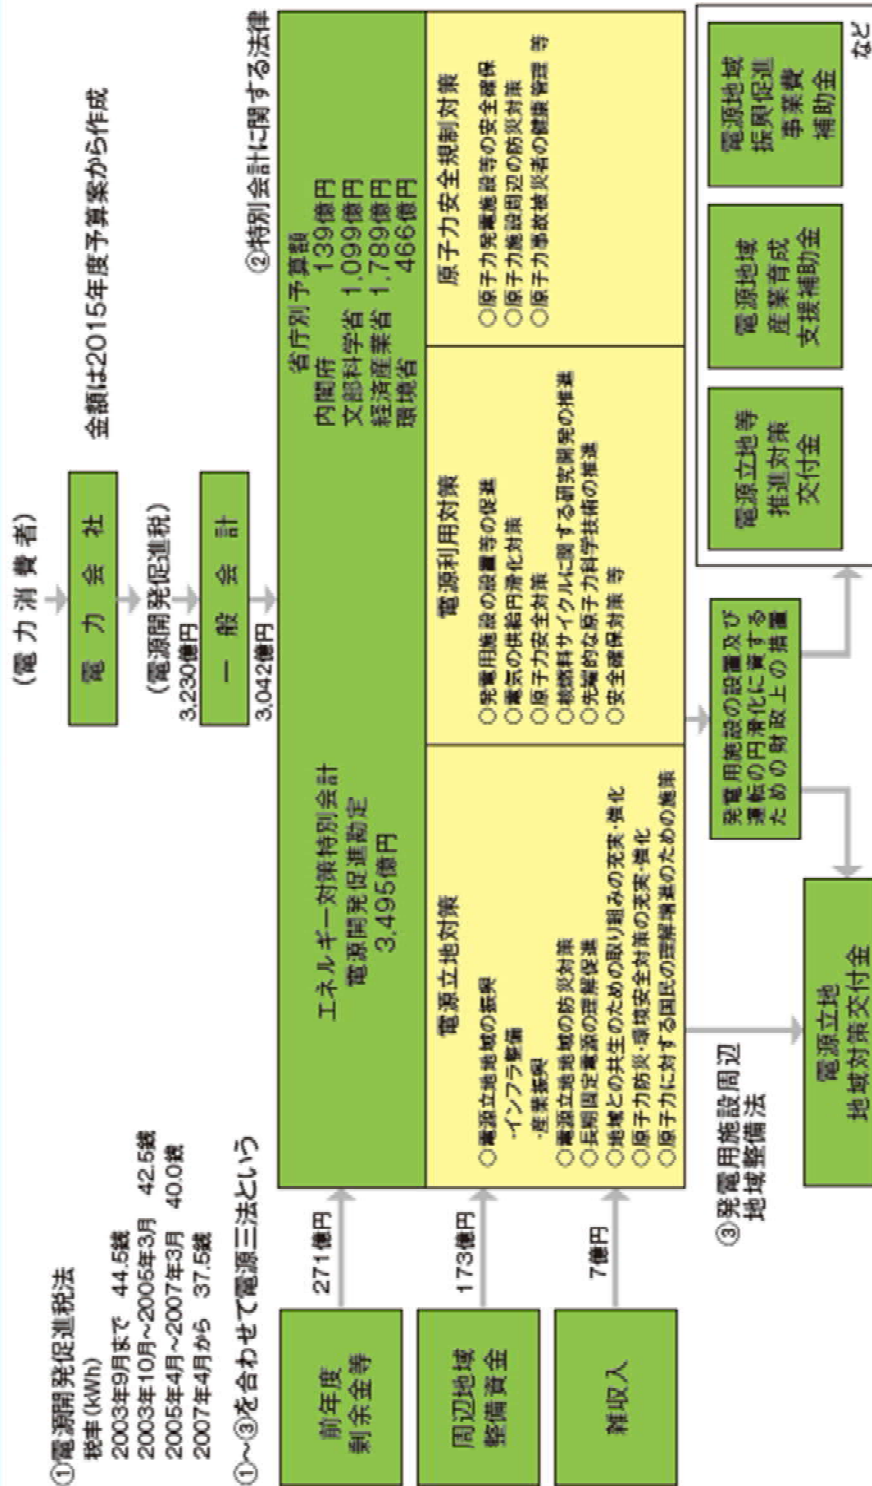 (電力消費者)
電力会社
金額は2015年度予算案から作成
(電源開発促進税)
3,230億円
一般会計
3,042億円
①電源開発促進税法
税率(kWh)
2003年9月まで 44.5銭
2003年10月～2005年3月 42.5銭
2005年4月～2007年3月 40.0銭
2007年4月から 37.5銭
①～③を合わせて電源三法という
②特別会計に関する法律
前年度
剰余金等
271億円
周辺地域
整備資金
173億円
雑収入
7億円
エネルギー対策特別会計
電源開発促進勘定
3,495億円
省庁別予算額
内閣府 139億円
文部科学省 1,099億円
経済産業省 1,789億円
環境省 466億円
電源立地対策
○電源立地地域の振興
・インフラ整備
・産業振興
○電源立地地域の防災対策
○長期固定電源の理解促進
○地域との共生のための取り組みの充実・強化
○原子力防災・環境安全対策の充実・強化
○原子力に対する国民の理解増進のための施策
電源利用対策
○発電用施設の設置等の促進
○電気の供給円滑化対策
○原子力安全対策
○核燃料サイクルに関する研究開発の推進
○先端的な原子力科学技術の推進
○安全確保対策 等
原子力安全規制対策
○原子力発電施設等の安全確保
○原子力施設周辺の防災対策
○原子力事故被災者の健康管理 等
③発電用施設周辺
地域整備法
発電用施設の設置及び
運転の円滑化に資する
ための財政上の措置
電源立地
地域対策交付金
電源立地等
推進対策
交付金
電源地域
産業育成
支援補助金
電源地域
振興促進
事業費
補助金
など